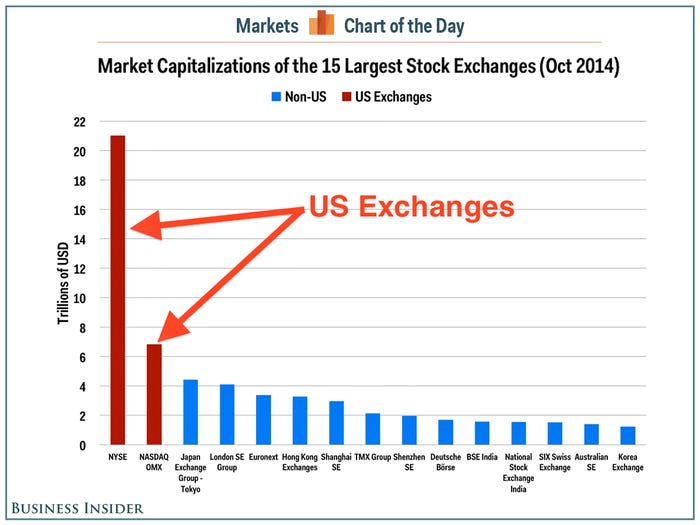 Markets Chart of the Day
Market Capitalizations of the 15 Largest Stock Exchanges (Oct 2014)
Non-US US Exchanges
Trillions of USD
22
20
18
16
14
12
10
8
6
4
2
0
US Exchanges
NYSE
NASDAQ
OMX
Japan
Exchange
Group -
Tokyo
London SE
Group
Euronext
Hong Kong
Exchanges
Shanghai
SE
TMX Group
Shenzhen
SE
Deutsche
Börse
BSE India
National
Stock
Exchange
India
SIX Swiss
Exchange
Australian
SE
Korea
Exchange
BUSINESS INSIDER